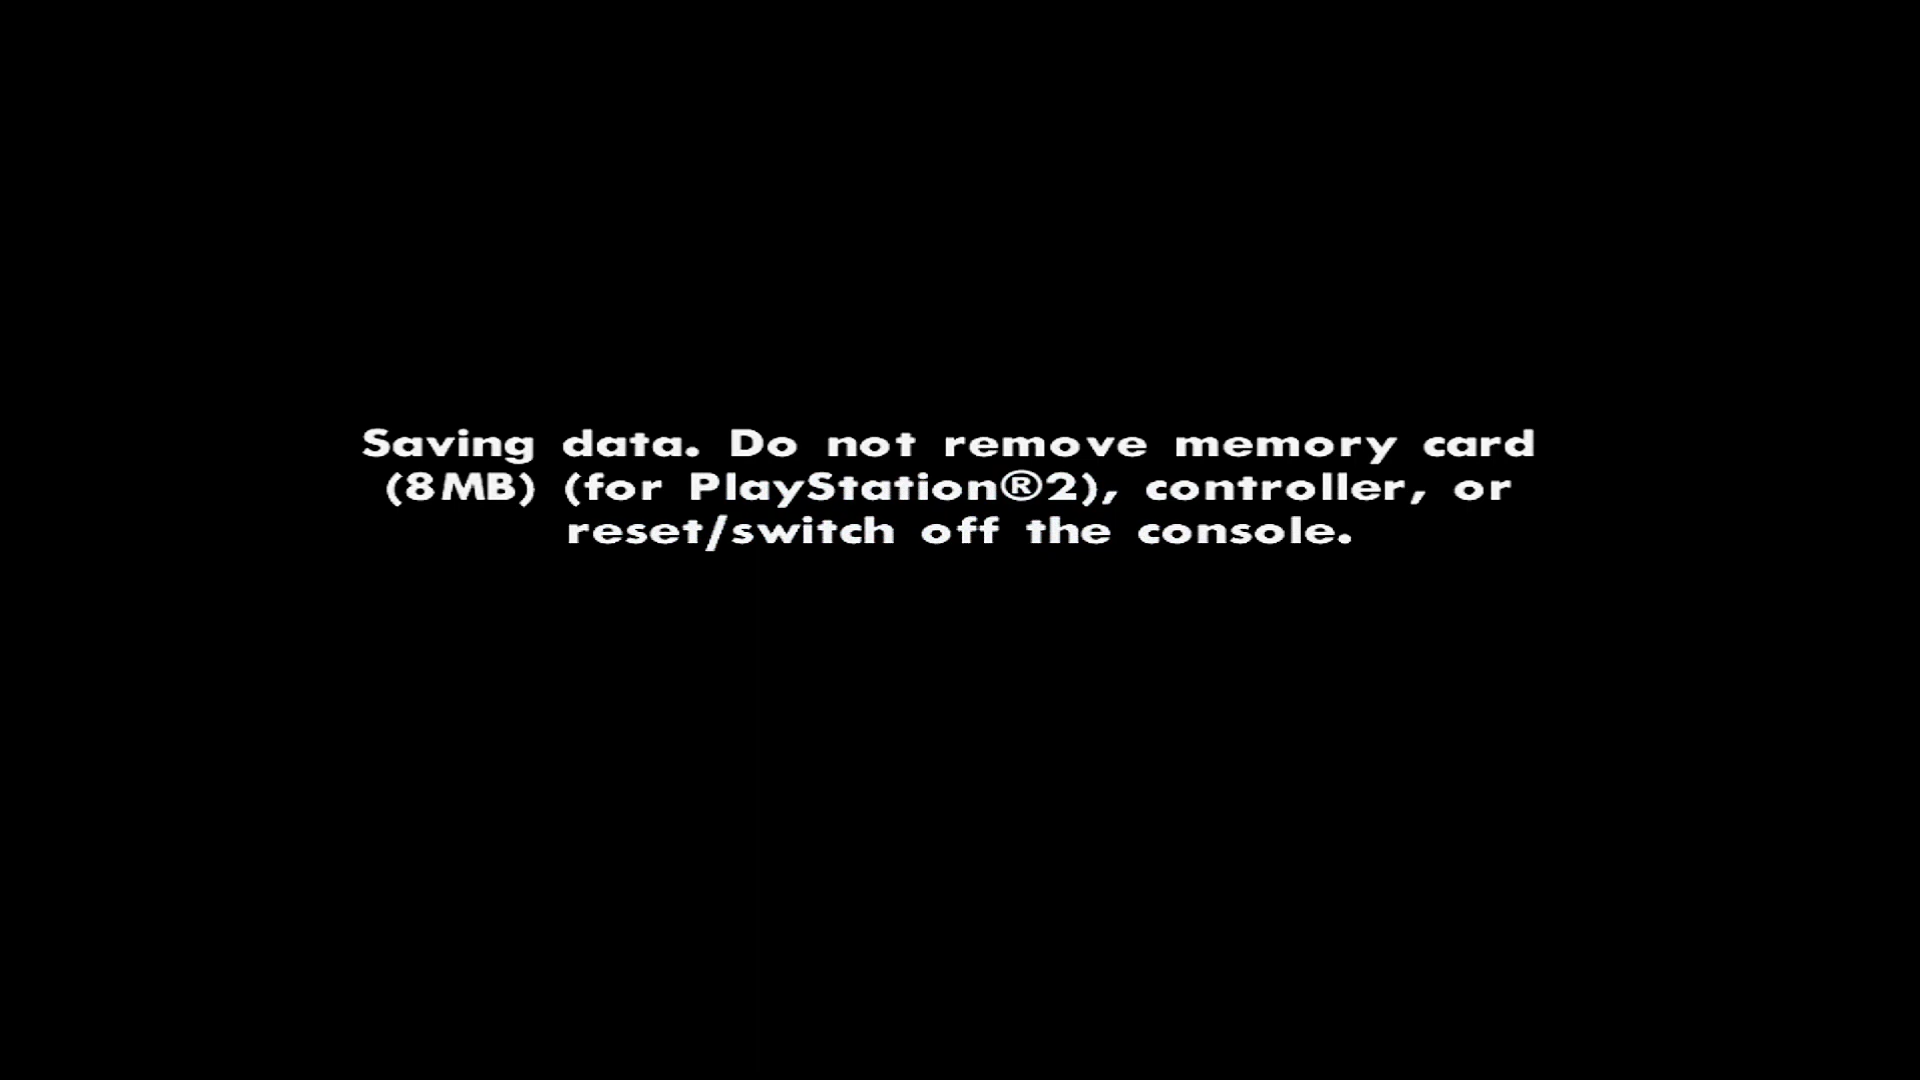 Saving data. Do not remove memory card
(8MB) (for PlayStation®2), controller, or
reset/switch off the console.